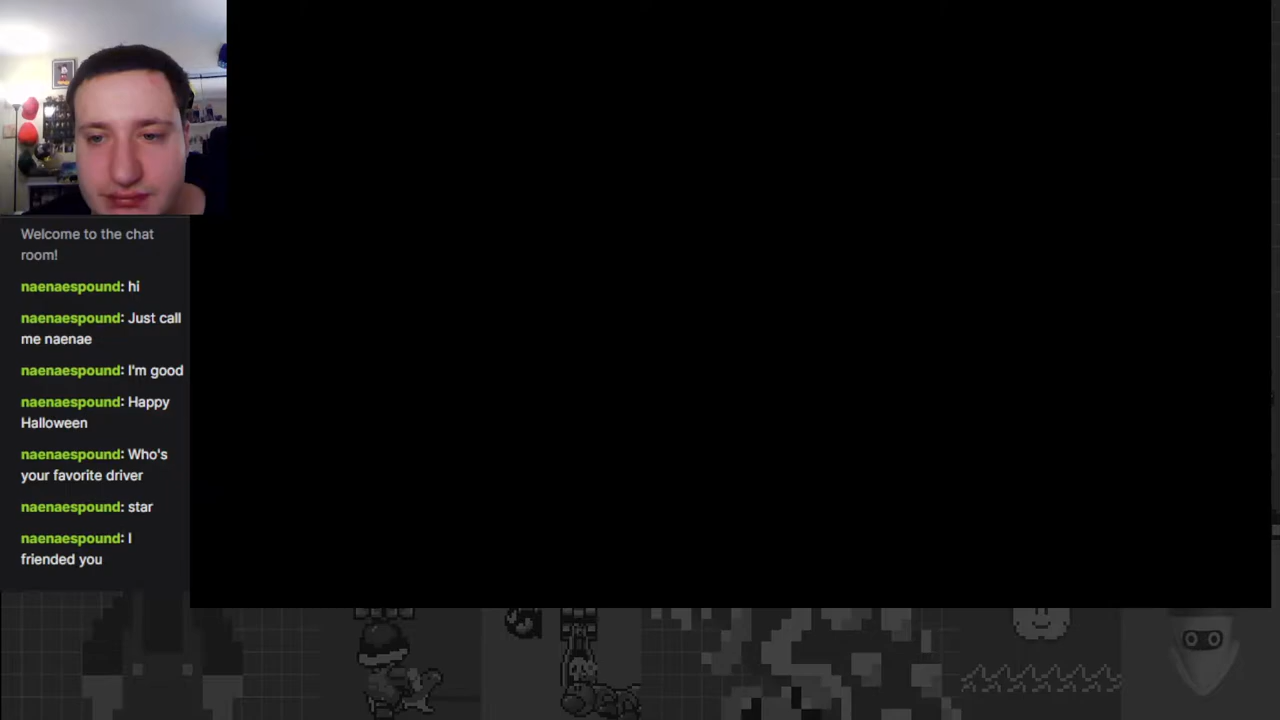 Welcome to the chat
room!
naenaespound: hi
naenaespound: Just call
me naenae
naenaespound: I'm good
naenaespound: Happy
Halloween
naenaespound: Who's
your favorite driver
naenaespound: star
naenaespound: I
friended you